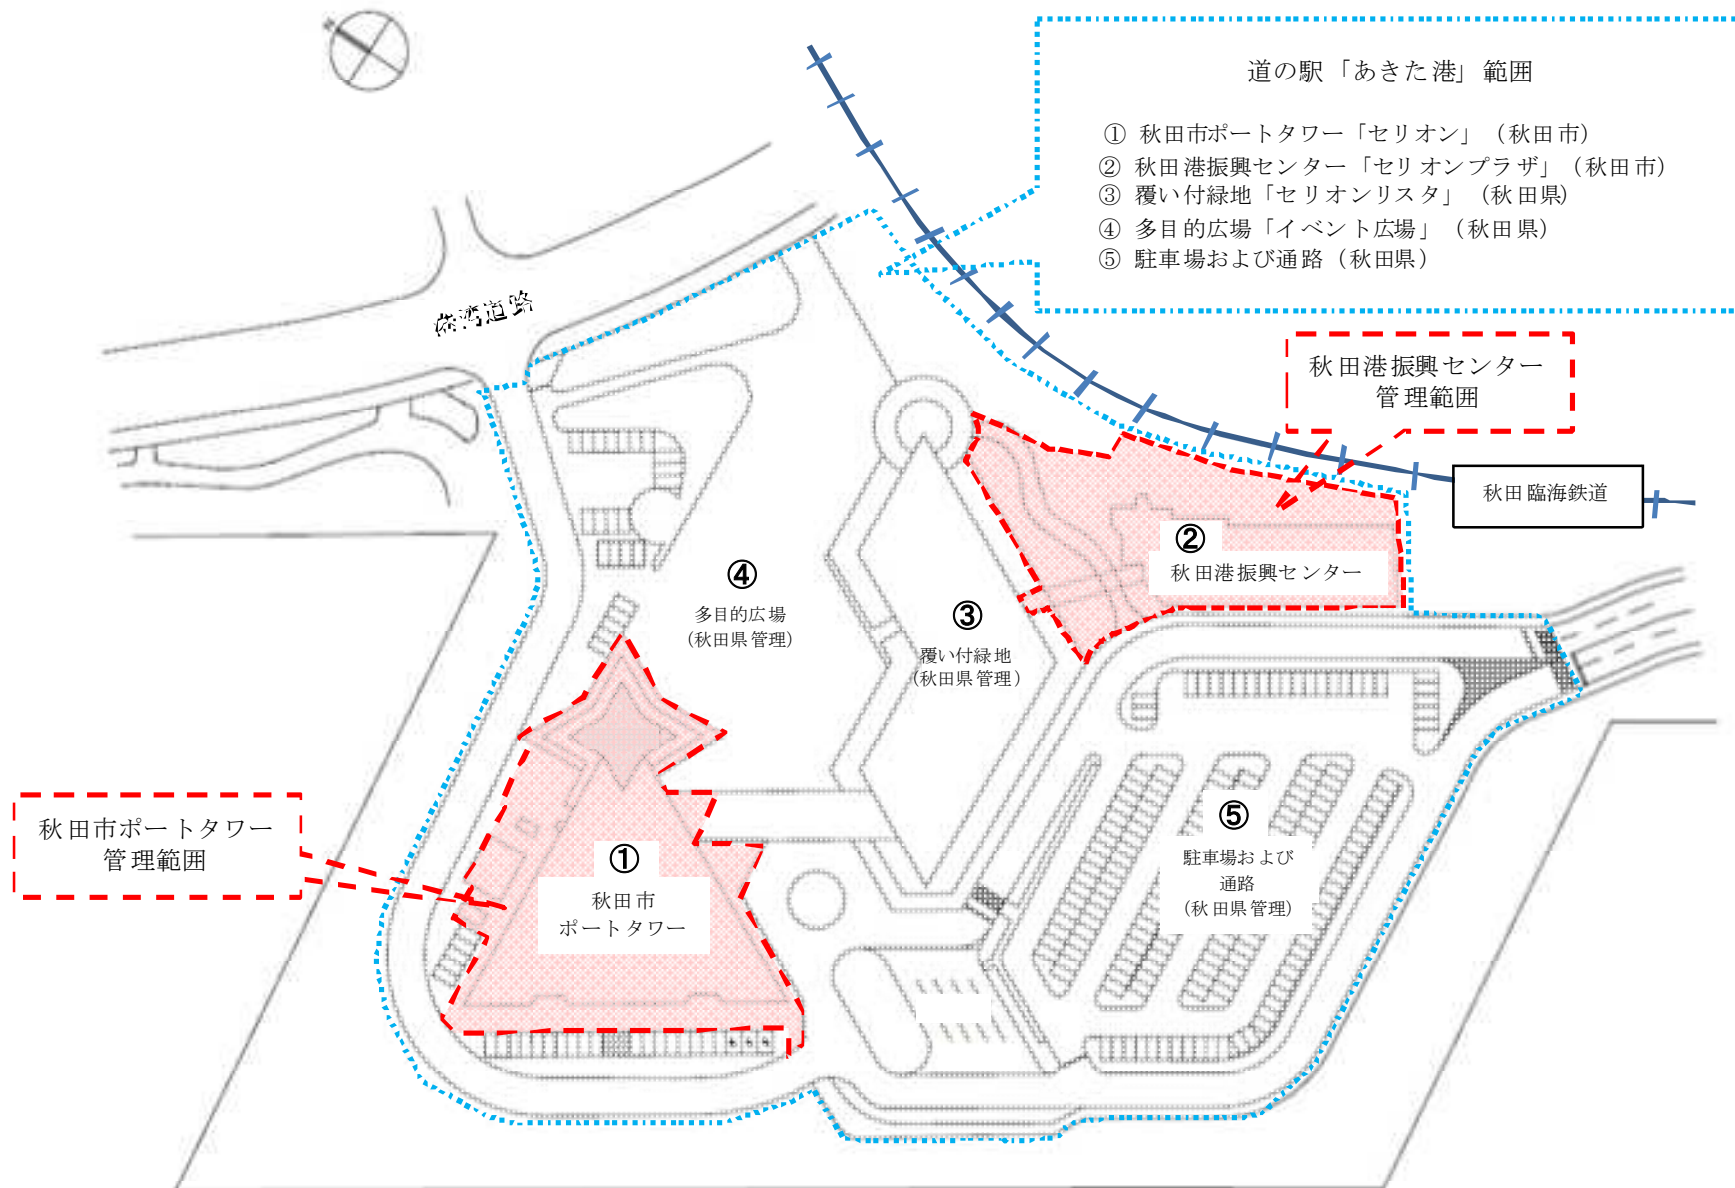 道の駅「あきた港」範囲
① 秋田市ポートタワー「セリオン」（秋田市）
② 秋田港振興センター「セリオンプラザ」（秋田市）
③ 覆い付緑地「セリオンリスタ」（秋田県）
④ 多目的広場「イベント広場」（秋田県）
⑤ 駐車場および通路（秋田県）
港湾道路
秋田港振興センター
管理範囲
秋田臨海鉄道
②
秋田港振興センター
④
多目的広場
(秋田県管理)
③
覆い付緑地
(秋田県管理)
秋田市ポートタワー
管理範囲
①
秋田市
ポートタワー
⑤
駐車場および
通路
(秋田県管理)